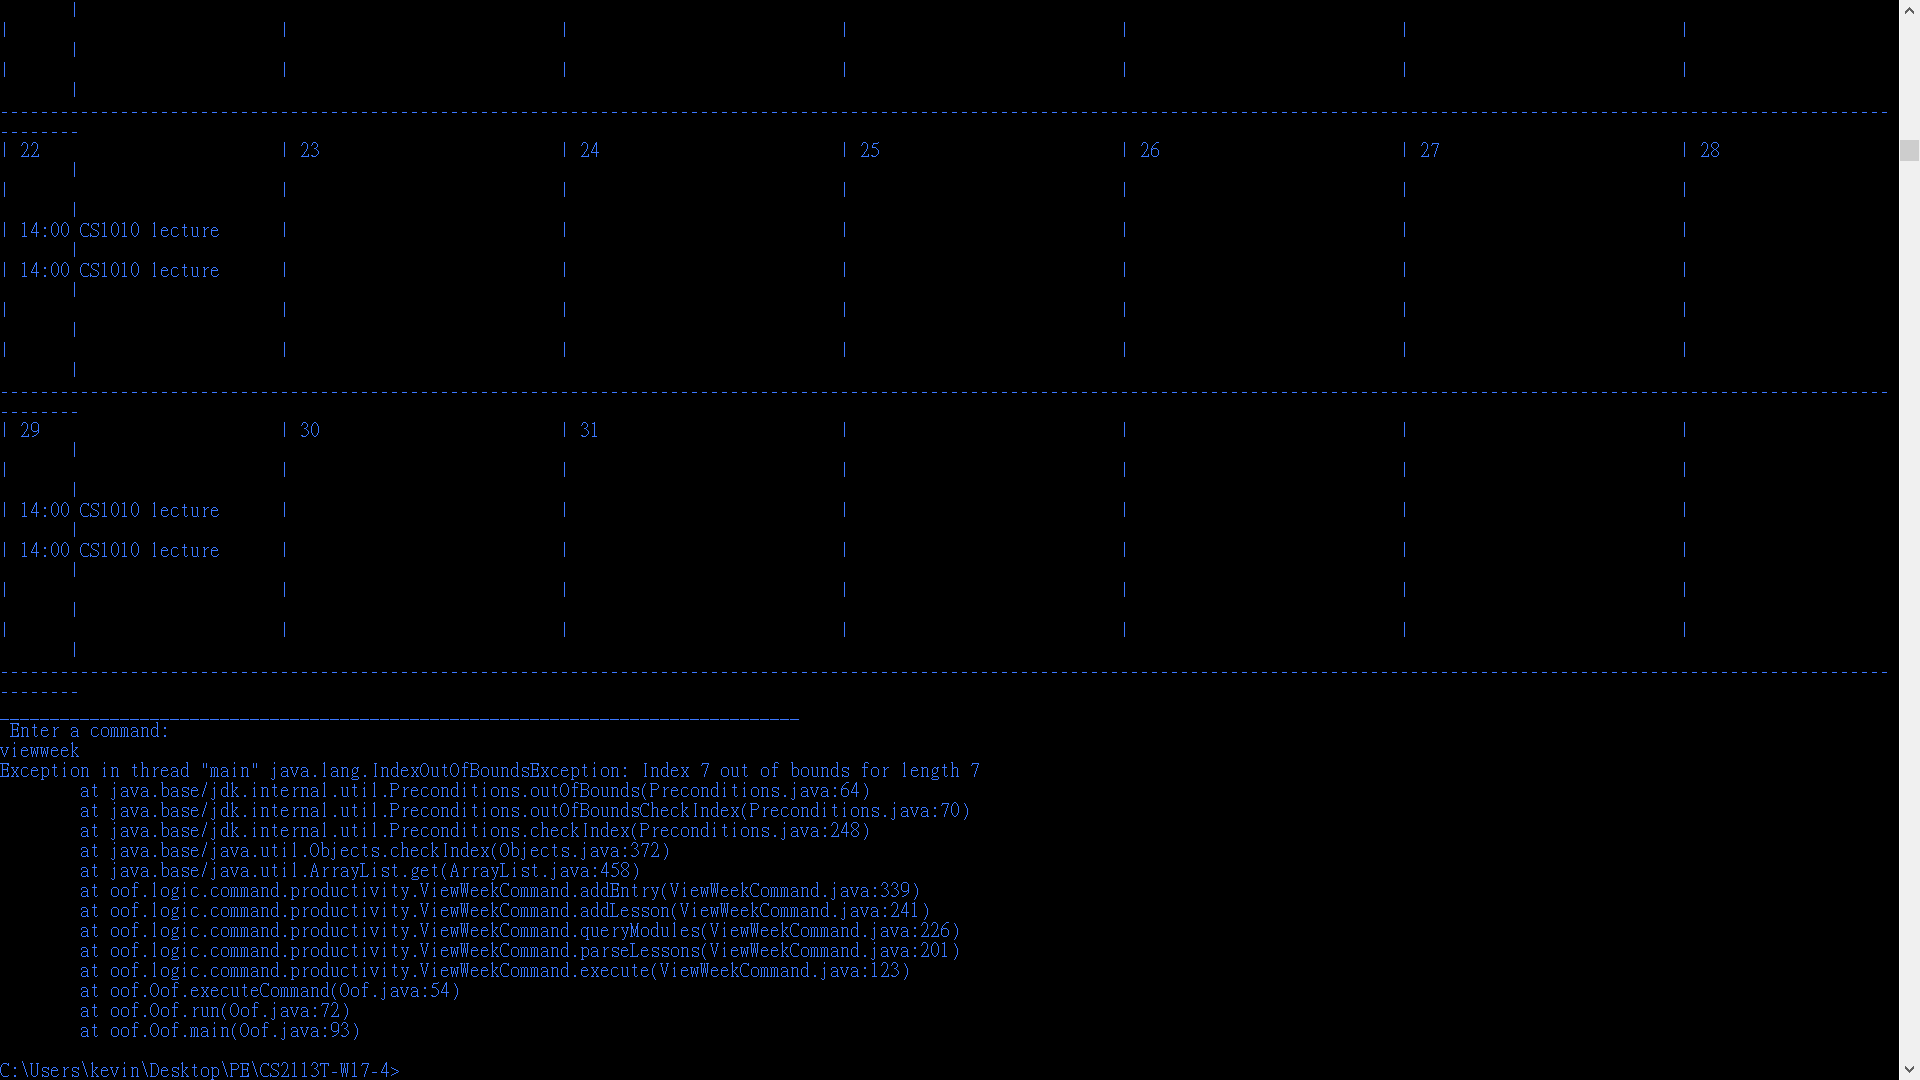 22 23 24 25 26 27 28
14:00 CS1010 lecture
14:00 CS1010 lecture
29 30 31
14:00 CS1010 lecture
14:00 CS1010 lecture
Enter a command:
viewweek
Exception in thread "main" java.lang.IndexOutOfBoundsException: Index 7 out of bounds for length 7
at java.base/jdk.internal.util.Preconditions.outOfBounds(Preconditions.java:64)
at java.base/jdk.internal.util.Preconditions.outOfBoundsCheckIndex(Preconditions.java:70)
at java.base/jdk.internal.util.Preconditions.checkIndex(Preconditions.java:248)
at java.base/java.util.Objects.checkIndex(Objects.java:372)
at java.base/java.util.ArrayList.get(ArrayList.java:458)
at oof.logic.command.productivity.ViewWeekCommand.addEntry(ViewWeekCommand.java:339)
at oof.logic.command.productivity.ViewWeekCommand.addLesson(ViewWeekCommand.java:241)
at oof.logic.command.productivity.ViewWeekCommand.queryModules(ViewWeekCommand.java:226)
at oof.logic.command.productivity.ViewWeekCommand.parseLessons(ViewWeekCommand.java:201)
at oof.logic.command.productivity.ViewWeekCommand.execute(ViewWeekCommand.java:123)
at oof.Oof.executeCommand(Oof.java:54)
at oof.Oof.run(Oof.java:72)
at oof.Oof.main(Oof.java:93)
C:\Users\kevin\Desktop\PE\CS2113T-W17-4>